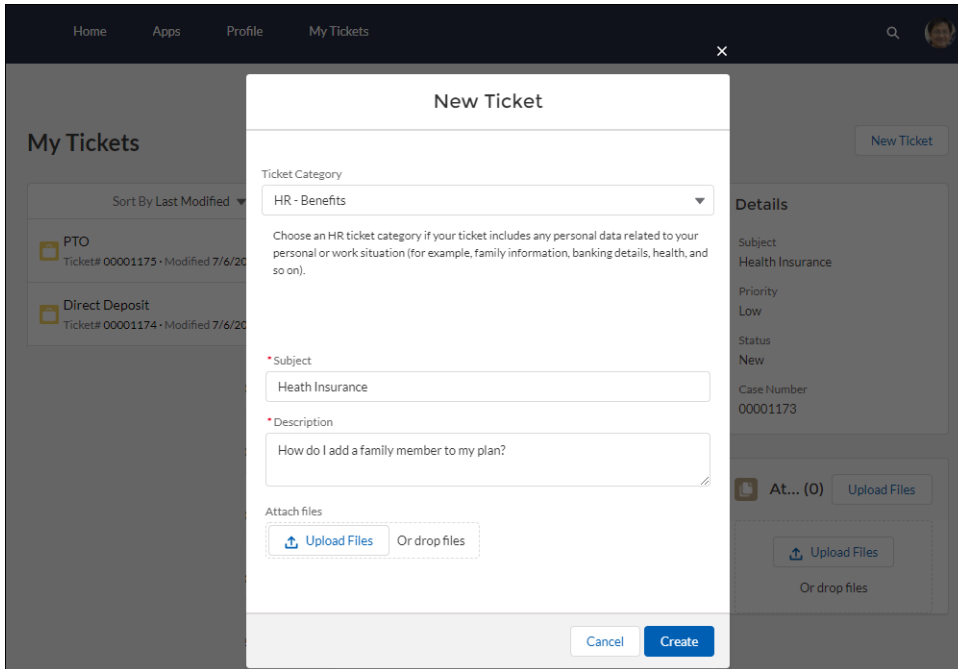 Home Apps Profile My Tickets
New Ticket
My Tickets
New Ticket
Sort By Last Modified
PTO
Ticket# 00001175 · Modified 7/6/20
Direct Deposit
Ticket# 00001174 · Modified 7/6/20
Ticket Category
HR - Benefits
Choose an HR ticket category if your ticket includes any personal data related to your
personal or work situation (for example, family information, banking details, health, and
so on).
*Subject
Heath Insurance
*Description
How do I add a family member to my plan?
Attach files
Upload Files Or drop files
Cancel Create
Details
Subject
Health Insurance
Priority
Low
Status
New
Case Number
00001173
At... (0) Upload Files
Upload Files
Or drop files